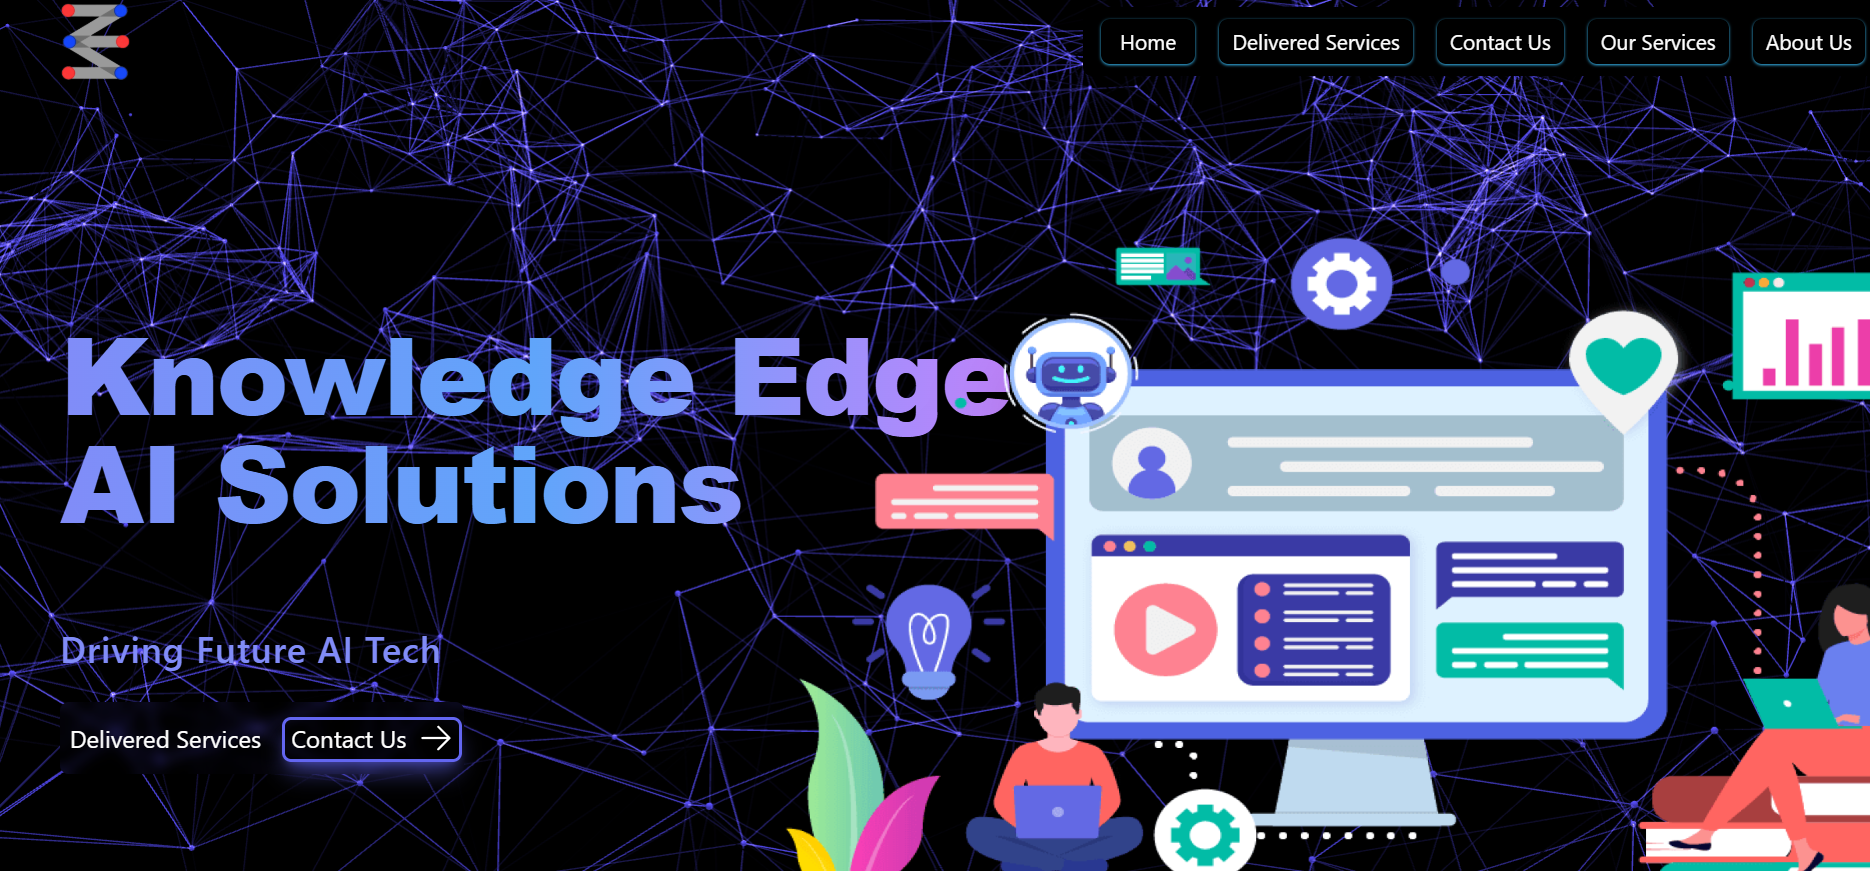 Home
Delivered Services
Contact Us
Our Services
About Us
Knowledge Edge
AI Solutions
Driving Future AI Tech
Delivered Services
Contact Us →